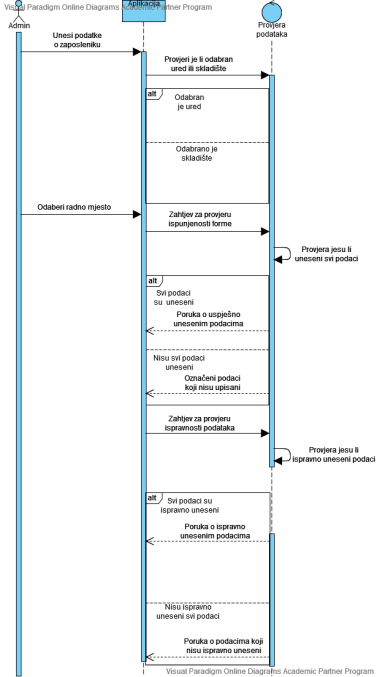 Visual Paradigm Online Diagrams Academic Partner Program
Aplikacija
Admin
Provjera
podataka
Unesi podatke
o zaposleniku
Provjeri je li odabran
ured ili skladište
alt
Odabran
je ured
Odabrano je
skladište
Odaberi radno mjesto
Zahtjev za provjeru
ispunjenosti forme
Provjera jesu li
uneseni svi podaci
alt
Svi podaci
su uneseni
Poruka o uspješno
unesenim podacima
Nisu svi podaci
uneseni
Označeni podaci
koji nisu upisani
Zahtjev za provjeru
ispravnosti podataka
Provjera jesu li
ispravno uneseni podaci
alt
Svi podaci su
ispravno uneseni
Poruka o ispravno
unesenim podacima
Nisu ispravno
uneseni svi podaci
Poruka o podacima koji
nisu ispravno uneseni
Visual Paradigm Online Diagrams Academic Partner Program